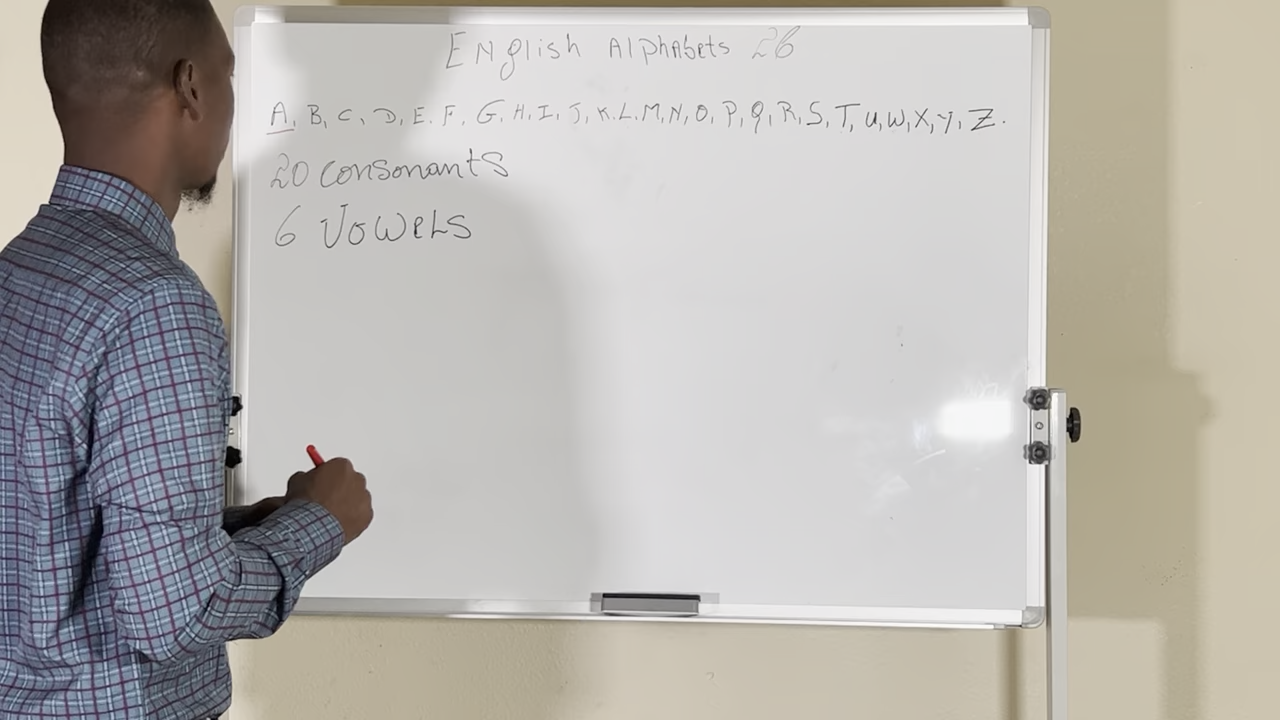 English Alphabets 26
A, B, C, D, E, F, G, H, I, J, K, L, M, N, O, P, Q, R, S, T, U, W, X, Y, Z.
20 consonants
6 Vowels